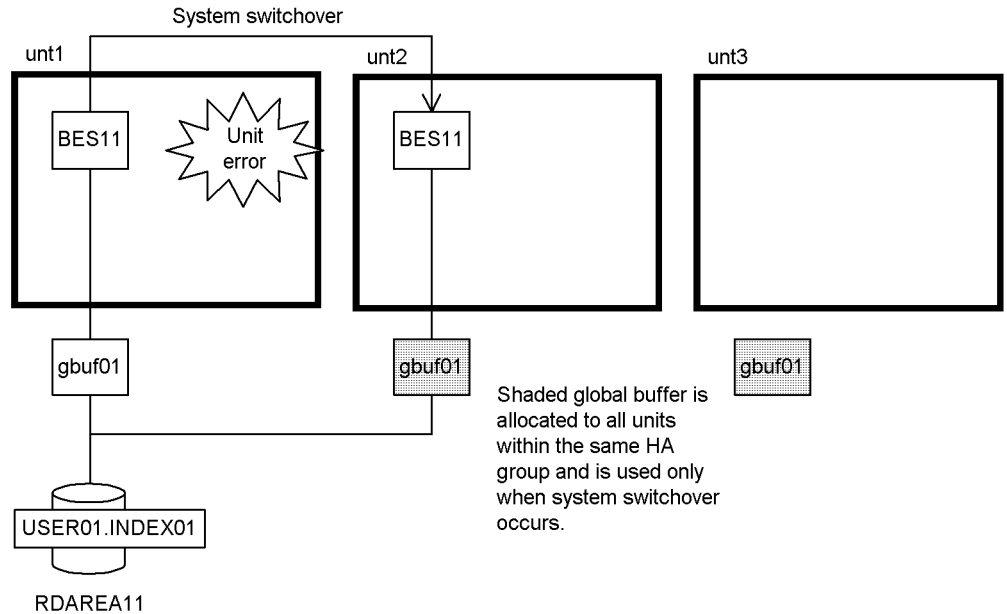 System switchover
unt1
unt2
unt3
BES11
Unit
error
BES11
gbuf01
gbuf01
gbuf01
Shaded global buffer is
allocated to all units
within the same HA
group and is used only
when system switchover
occurs.
USER01.INDEX01
RDAREA11